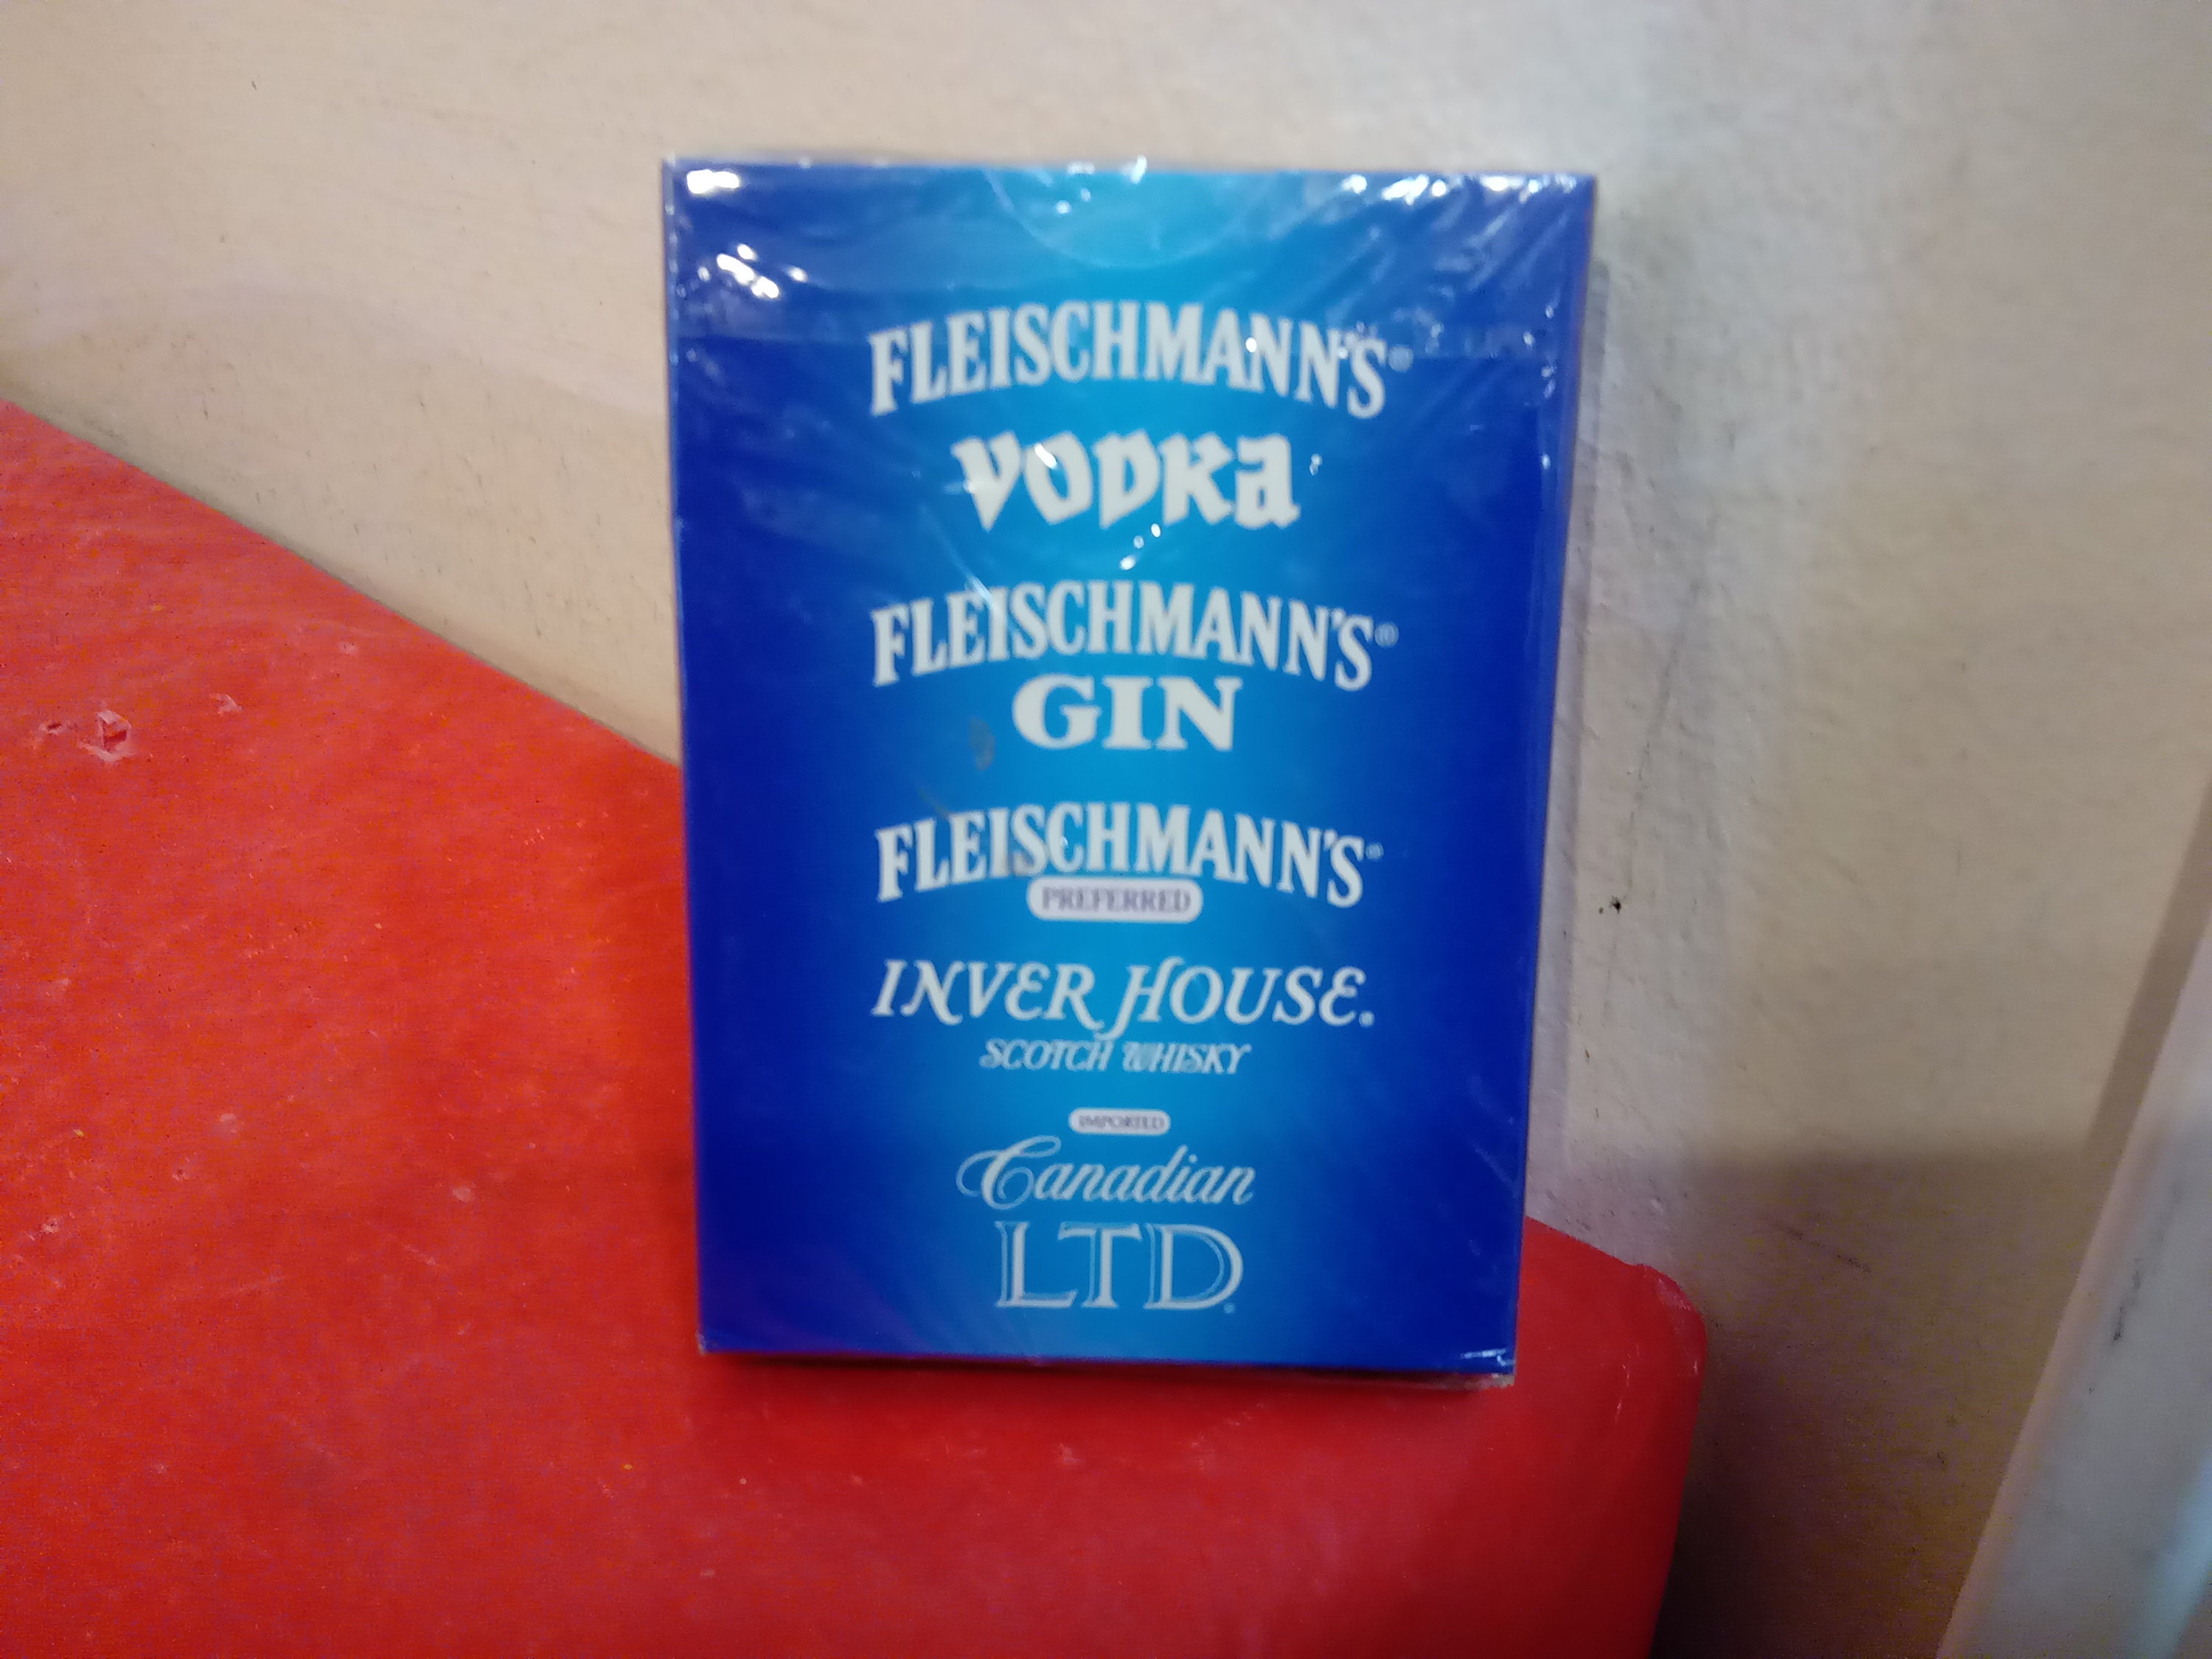 FLEISCHMANN'S®
VODKA
FLEISCHMANN'S®
GIN
FLEISCHMANN'S®
PREFERRED
INVER HOUSE®
SCOTCH WHISKY
IMPORTED
Canadian
LTD®